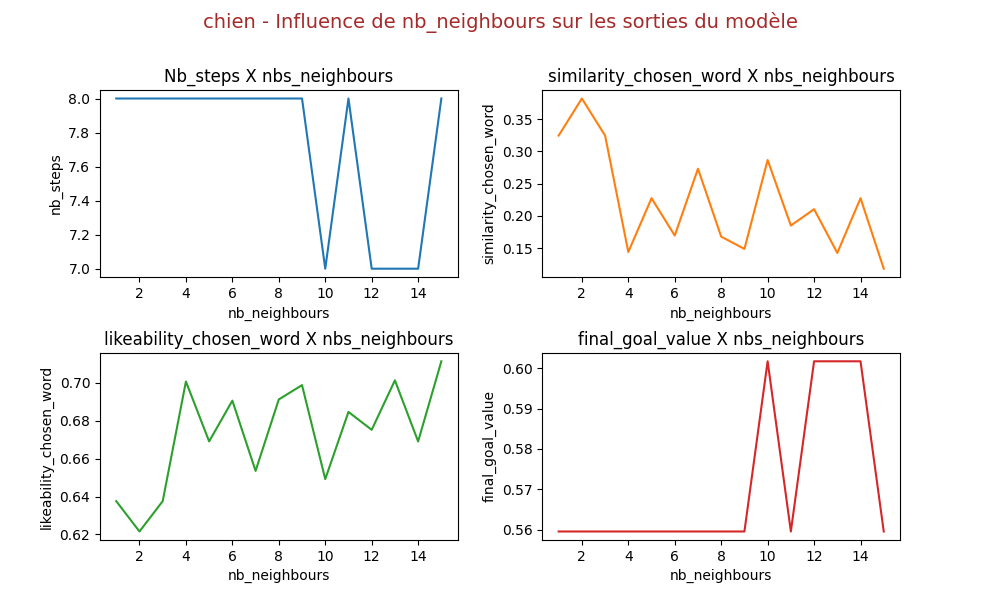 chien - Influence de nb_neighbours sur les sorties du modèle
Nb_steps X nbs_neighbours
8.0
7.8
7.6
7.4
7.2
7.0
nb_steps
2 4 6 8 10 12 14
nb_neighbours
similarity_chosen_word X nbs_neighbours
0.35
0.30
0.25
0.20
0.15
similarity_chosen_word
2 4 6 8 10 12 14
nb_neighbours
likeability_chosen_word X nbs_neighbours
0.70
0.68
0.66
0.64
0.62
likeability_chosen_word
2 4 6 8 10 12 14
nb_neighbours
final_goal_value X nbs_neighbours
0.60
0.59
0.58
0.57
0.56
final_goal_value
2 4 6 8 10 12 14
nb_neighbours